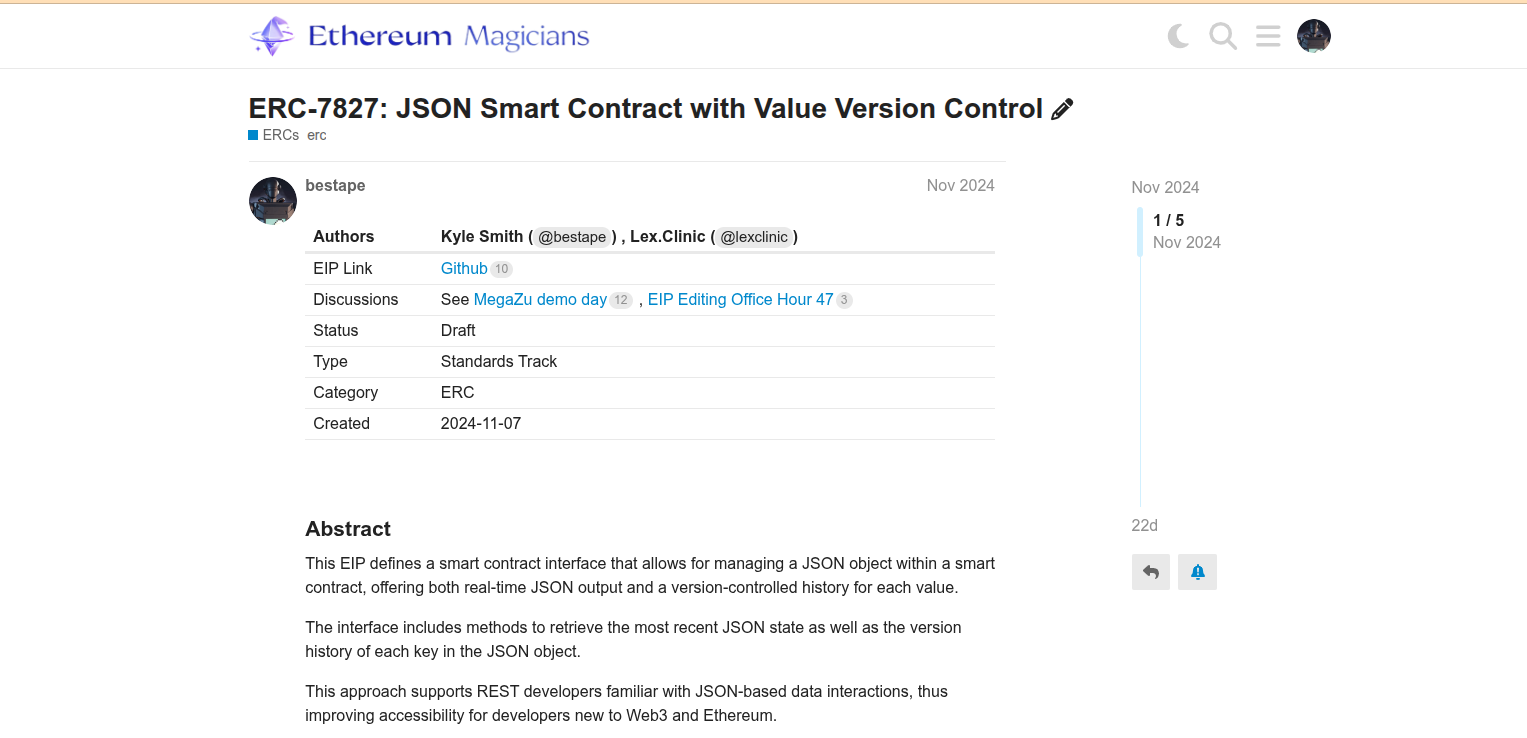 Ethereum Magicians
ERC-7827: JSON Smart Contract with Value Version Control
ERCs erc
bestape Nov 2024
Authors Kyle Smith ( @bestape ) , Lex.Clinic ( @lexclinic )
EIP Link Github 10
Discussions See MegaZu demo day 12 , EIP Editing Office Hour 47 3
Status Draft
Type Standards Track
Category ERC
Created 2024-11-07
Abstract
This EIP defines a smart contract interface that allows for managing a JSON object within a smart
contract, offering both real-time JSON output and a version-controlled history for each value.
The interface includes methods to retrieve the most recent JSON state as well as the version
history of each key in the JSON object.
This approach supports REST developers familiar with JSON-based data interactions, thus
improving accessibility for developers new to Web3 and Ethereum.
Nov 2024
1 / 5
Nov 2024
22d